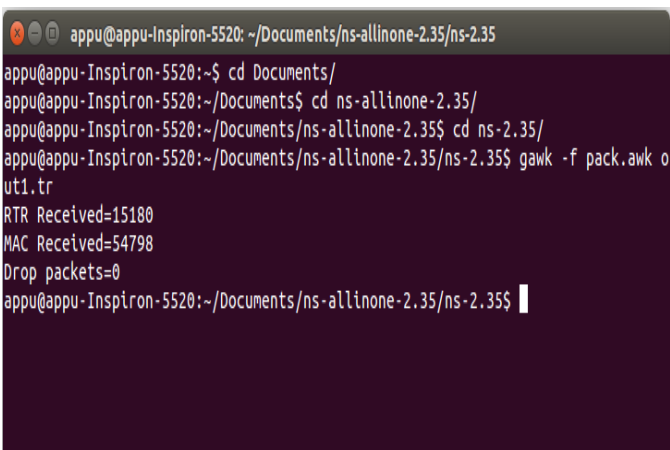 appu@appu-Inspiron-5520: ~/Documents/ns-allinone-2.35/ns-2.35
appu@appu-Inspiron-5520:~$ cd Documents/
appu@appu-Inspiron-5520:~/Documents$ cd ns-allinone-2.35/
appu@appu-Inspiron-5520:~/Documents/ns-allinone-2.35$ cd ns-2.35/
appu@appu-Inspiron-5520:~/Documents/ns-allinone-2.35/ns-2.35$ gawk -f pack.awk o
ut1.tr
RTR Received=15180
MAC Received=54798
Drop packets=0
appu@appu-Inspiron-5520:~/Documents/ns-allinone-2.35/ns-2.35$